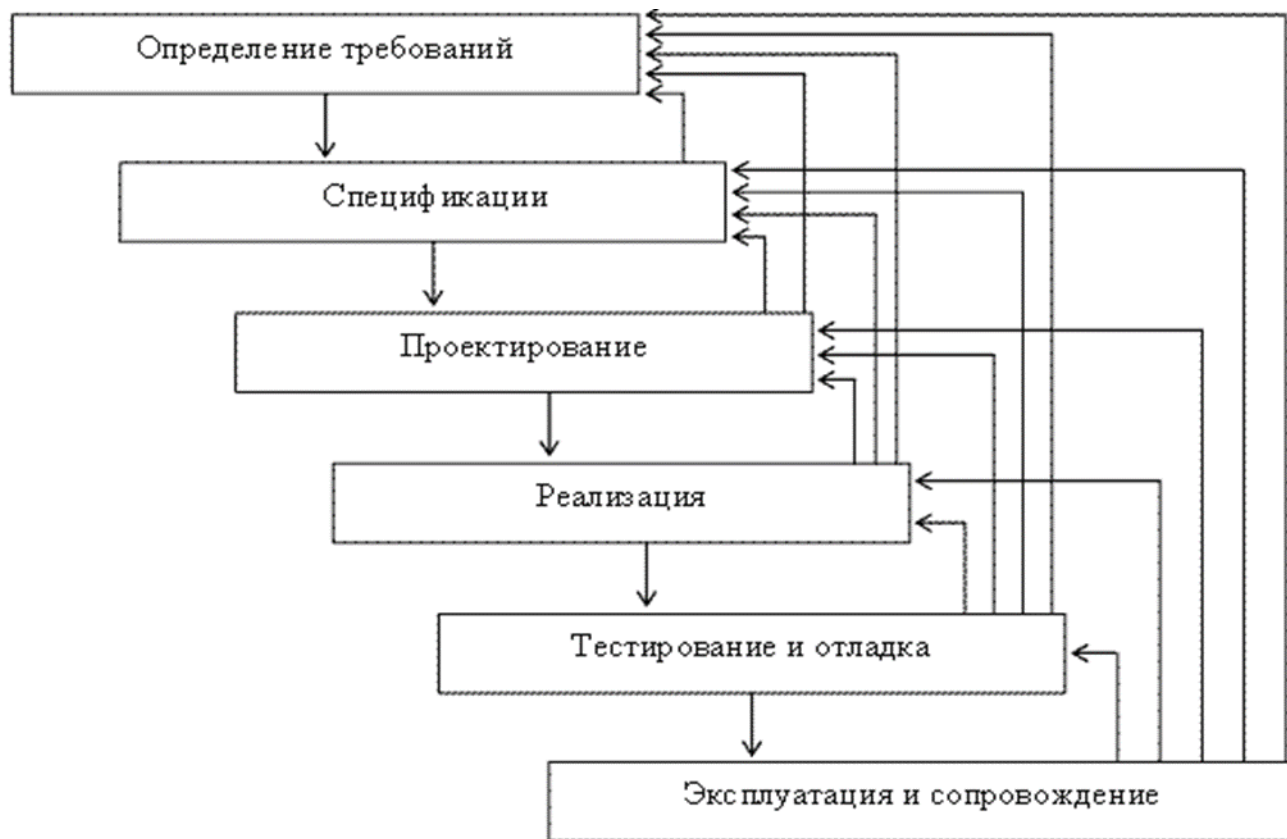 Определение требований
Спецификации
Проектирование
Реализация
Тестирование и отладка
Эксплуатация и сопровождение